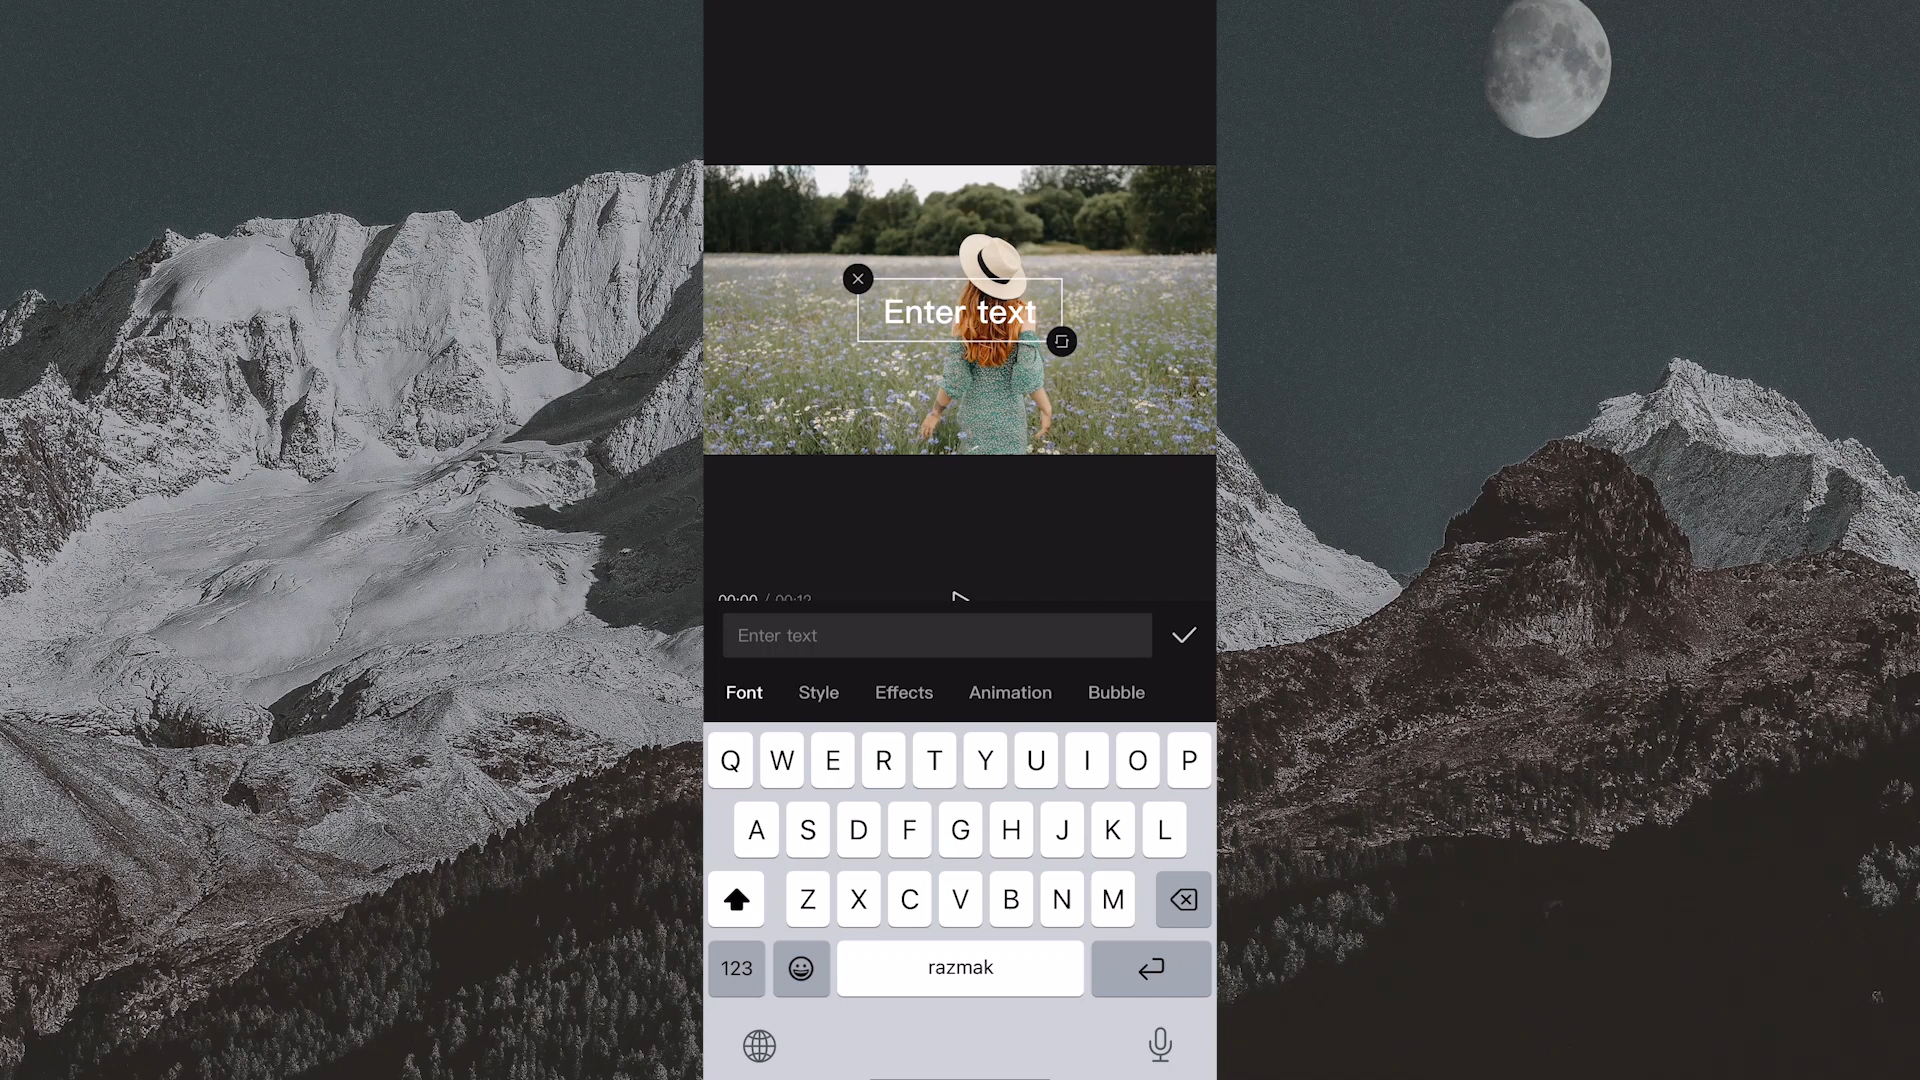 Enter text
00:00 / 00:12
Enter text
Font Style Effects Animation Bubble
Q W E R T Y U I O P
A S D F G H J K L
Z X C V B N M
123 razmak